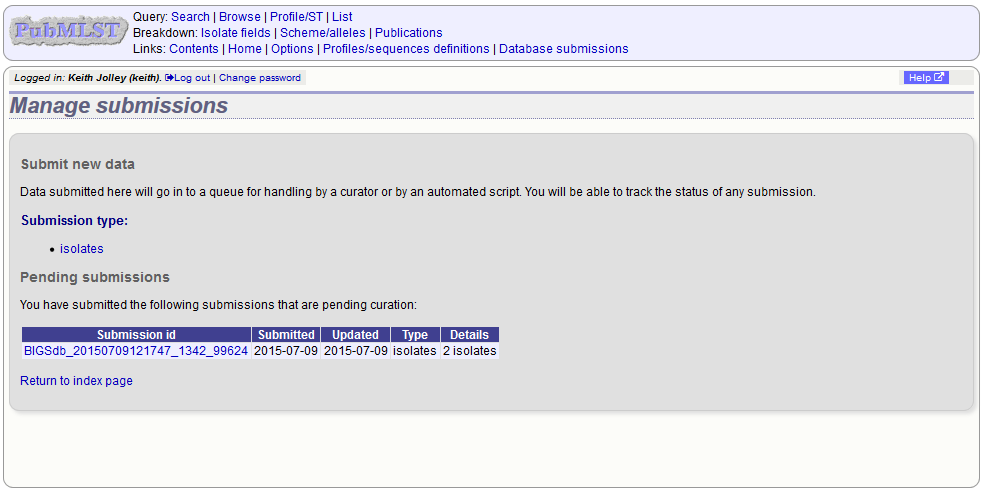 PubMLST
Query: Search | Browse | Profile/ST | List
Breakdown: Isolate fields | Scheme/alleles | Publications
Links: Contents | Home | Options | Profiles/sequences definitions | Database submissions
Logged in: Keith Jolley (keith). Log out | Change password
Help
Manage submissions
Submit new data
Data submitted here will go in to a queue for handling by a curator or by an automated script. You will be able to track the status of any submission.
Submission type:
• isolates
Pending submissions
You have submitted the following submissions that are pending curation:
Submission id Submitted Updated Type Details
BIGSdb_20150709121747_1342_99624 2015-07-09 2015-07-09 isolates 2 isolates
Return to index page